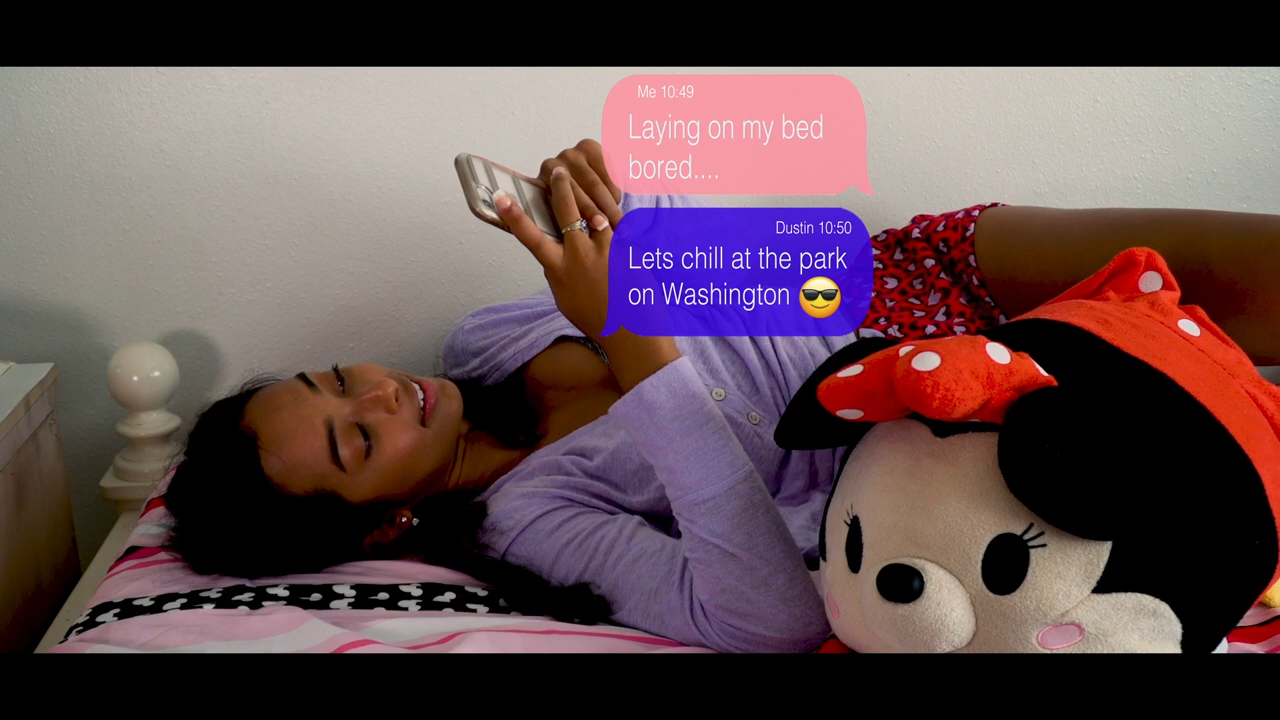 Me 10:49
Laying on my bed
bored....
Dustin 10:50
Lets chill at the park
on Washington 😎